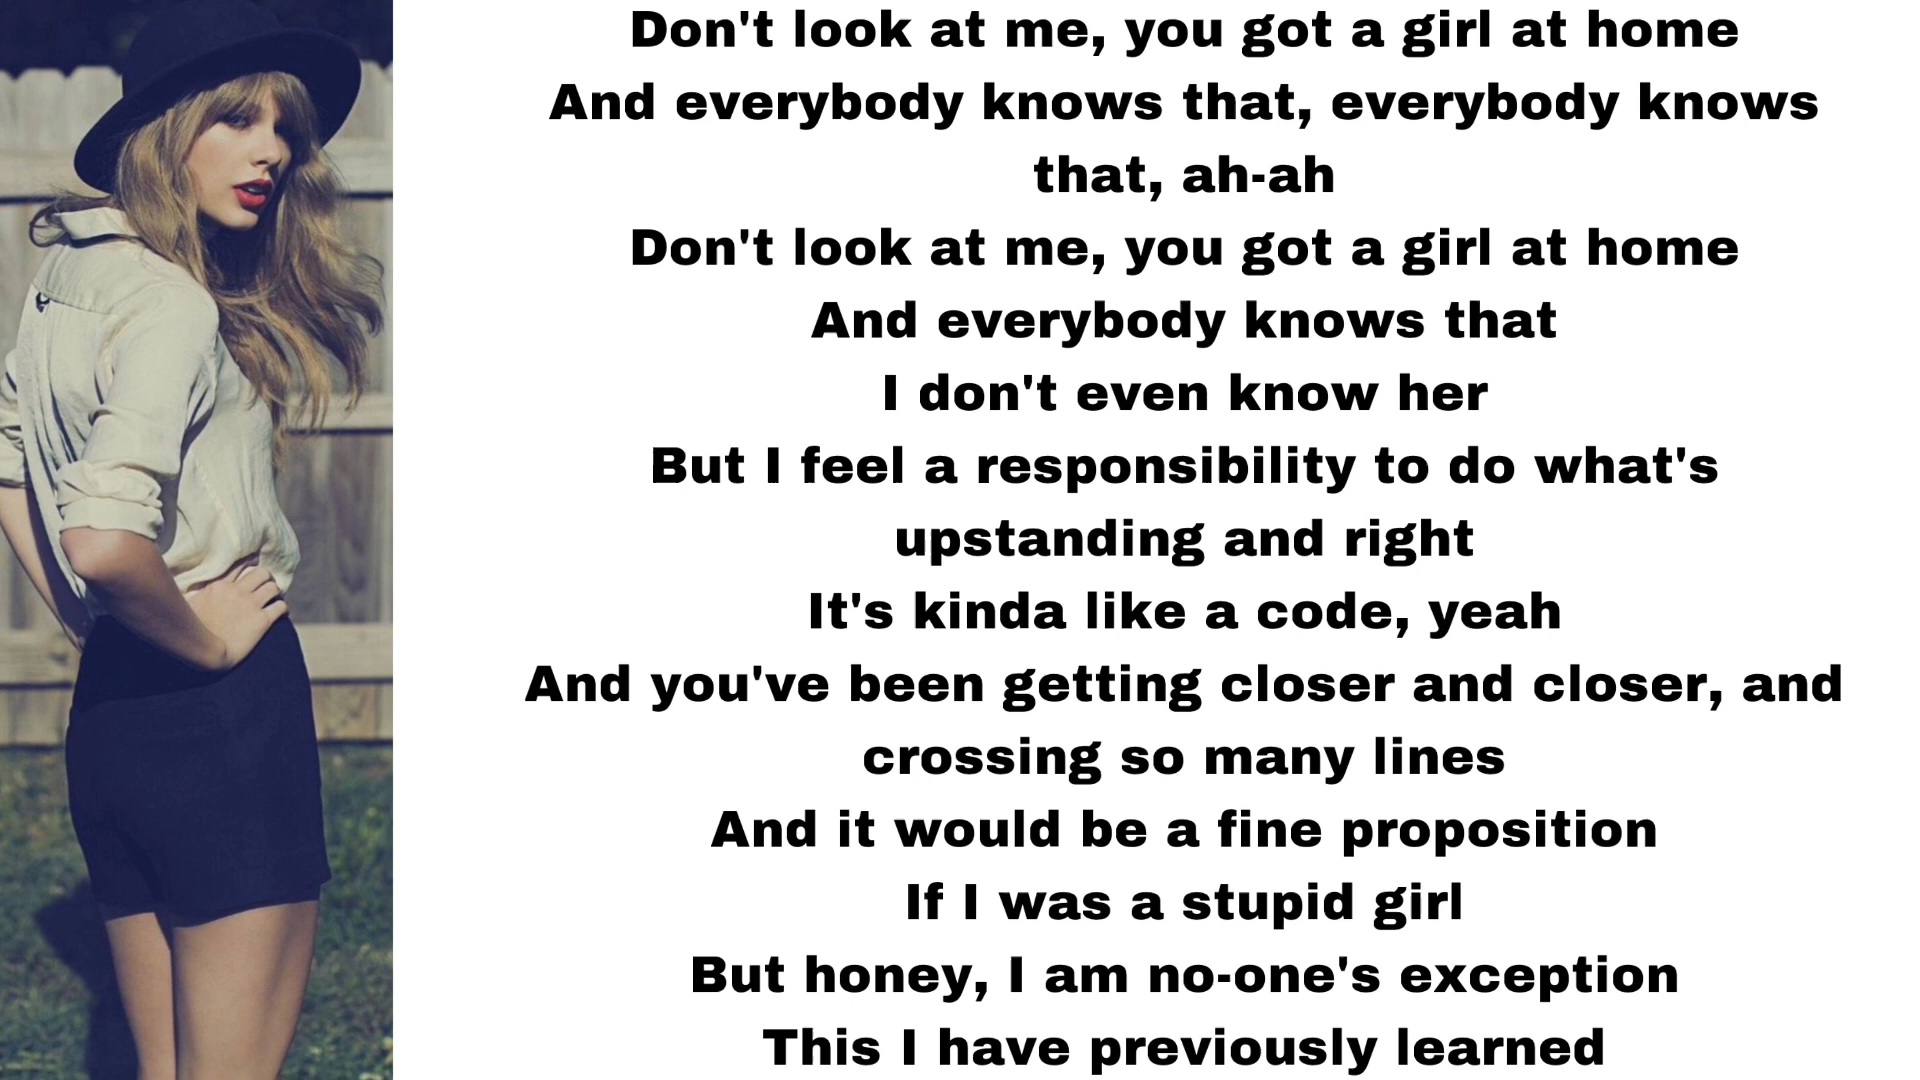 Don't look at me, you got a girl at home
And everybody knows that, everybody knows
that, ah-ah
Don't look at me, you got a girl at home
And everybody knows that
I don't even know her
But I feel a responsibility to do what's
upstanding and right
It's kinda like a code, yeah
And you've been getting closer and closer, and
crossing so many lines
And it would be a fine proposition
If I was a stupid girl
But honey, I am no-one's exception
This I have previously learned